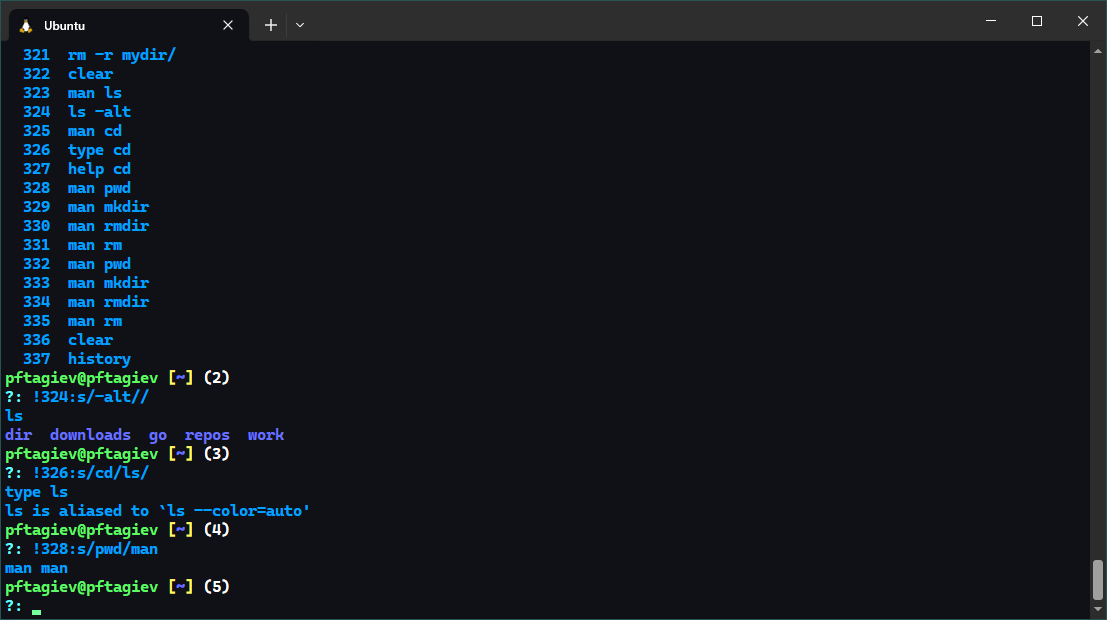 Ubuntu
321  rm -r mydir/
322  clear
323  man ls
324  ls -alt
325  man cd
326  type cd
327  help cd
328  man pwd
329  man mkdir
330  man rmdir
331  man rm
332  man pwd
333  man mkdir
334  man rmdir
335  man rm
336  clear
337  history
pftagiev@pftagiev [~] (2)
?: !324:s/-alt//
ls
dir  downloads  go  repos  work
pftagiev@pftagiev [~] (3)
?: !326:s/cd/ls/
type ls
ls is aliased to `ls --color=auto'
pftagiev@pftagiev [~] (4)
?: !328:s/pwd/man
man man
pftagiev@pftagiev [~] (5)
?: